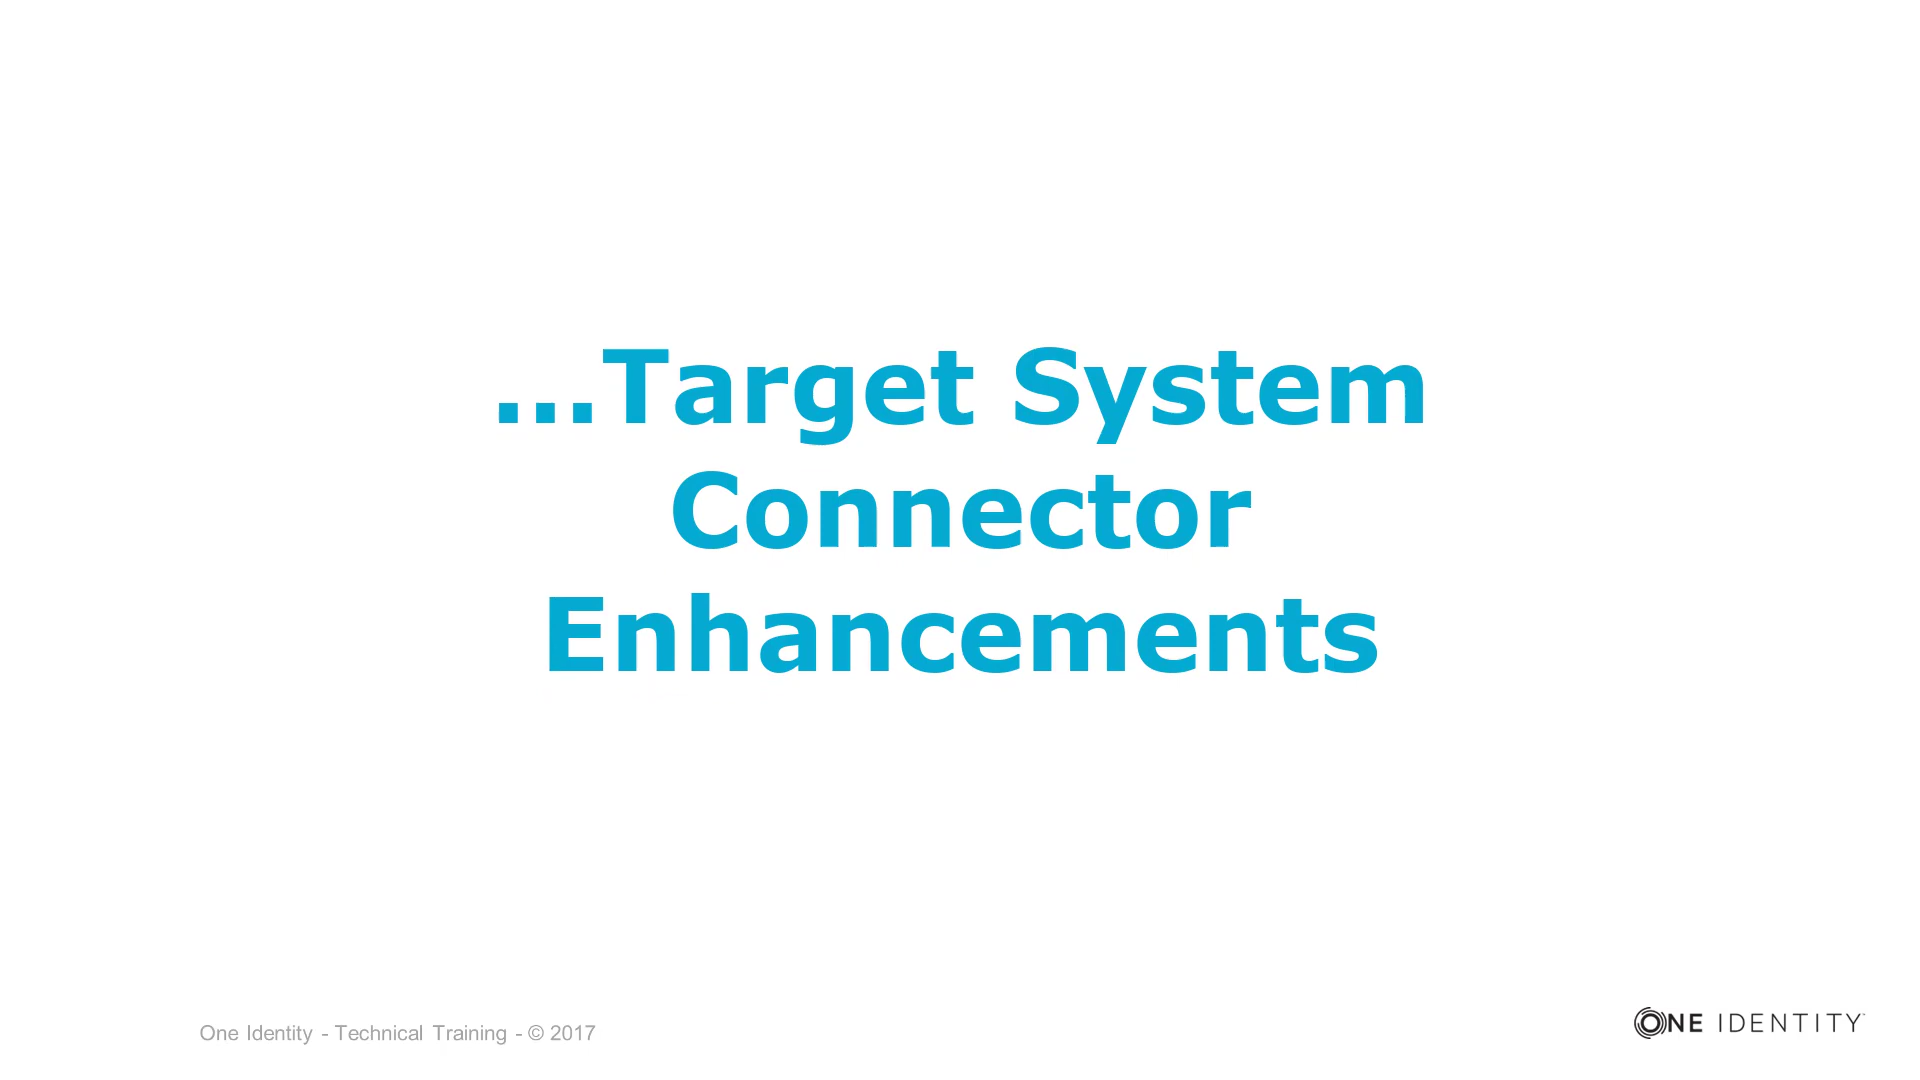 ...Target System
Connector
Enhancements
One Identity - Technical Training - © 2017
ONE IDENTITY